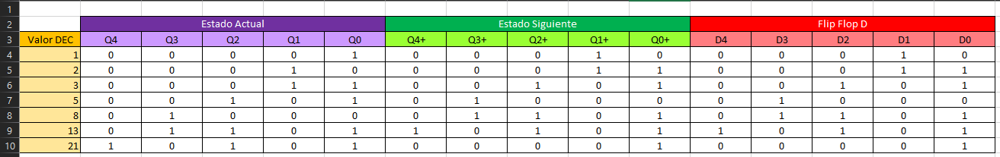 1
2 Estado Actual Estado Siguiente Flip Flop D
3 Valor DEC Q4 Q3 Q2 Q1 Q0 Q4+ Q3+ Q2+ Q1+ Q0+ D4 D3 D2 D1 D0
4 1 0 0 0 0 1 0 0 0 1 0 0 0 0 1 0
5 2 0 0 0 1 0 0 0 0 1 1 0 0 0 1 1
6 3 0 0 0 1 1 0 0 1 0 1 0 0 1 0 1
7 5 0 0 1 0 1 0 1 0 0 0 0 1 0 0 0
8 8 0 1 0 0 0 0 1 1 0 1 0 1 1 0 1
9 13 0 1 1 0 1 1 0 1 0 1 1 0 1 0 1
10 21 1 0 1 0 1 0 0 0 0 1 0 0 0 0 1